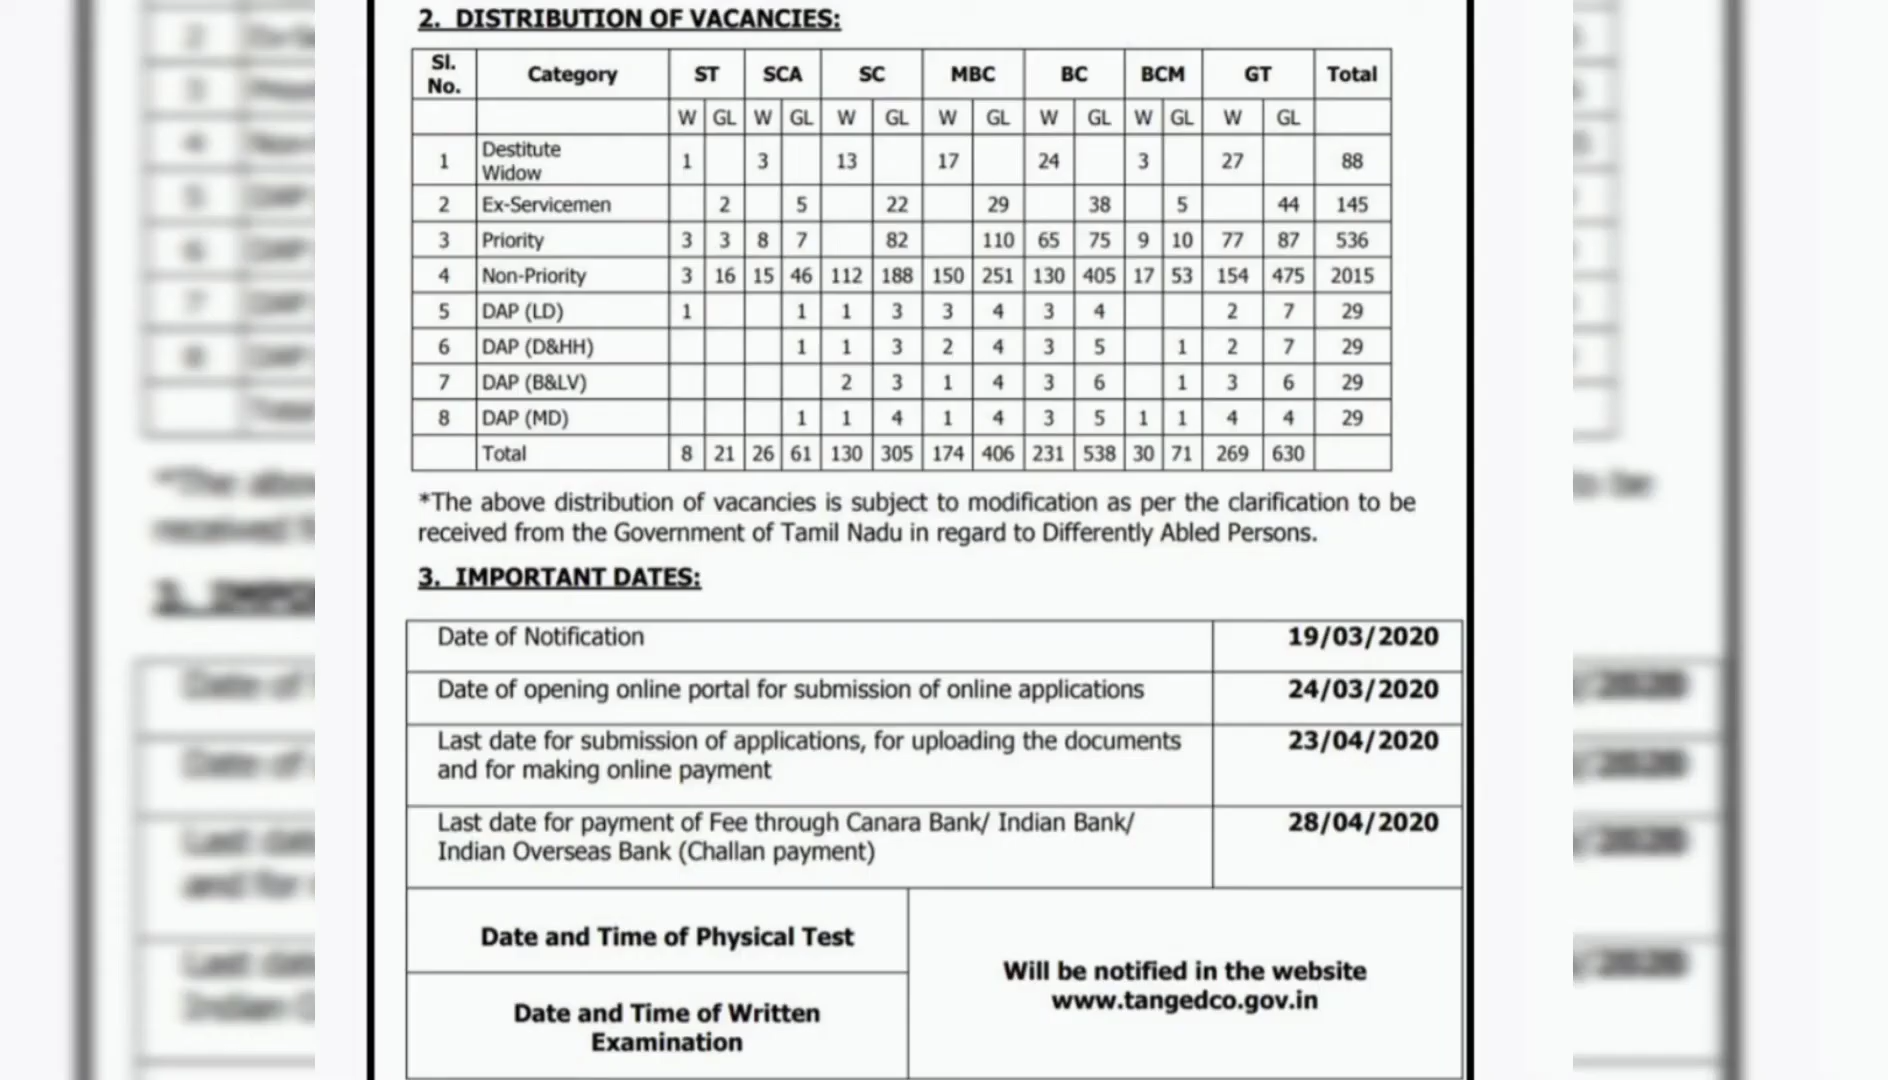 2. DISTRIBUTION OF VACANCIES:
Sl. No. Category ST SCA SC MBC BC BCM GT Total
W GL W GL W GL W GL W GL W GL W GL
1 Destitute Widow 1 3 13 17 24 3 27 88
2 Ex-Servicemen 2 5 22 29 38 5 44 145
3 Priority 3 3 8 7 82 110 65 75 9 10 77 87 536
4 Non-Priority 3 16 15 46 112 188 150 251 130 405 17 53 154 475 2015
5 DAP (LD) 1 1 1 3 3 4 3 4 2 7 29
6 DAP (D&HH) 1 1 3 2 4 3 5 1 2 7 29
7 DAP (B&LV) 2 3 1 4 3 6 1 3 6 29
8 DAP (MD) 1 1 4 1 4 3 5 1 1 4 4 29
Total 8 21 26 61 130 305 174 406 231 538 30 71 269 630
*The above distribution of vacancies is subject to modification as per the clarification to be
received from the Government of Tamil Nadu in regard to Differently Abled Persons.
3. IMPORTANT DATES:
Date of Notification 19/03/2020
Date of opening online portal for submission of online applications 24/03/2020
Last date for submission of applications, for uploading the documents 23/04/2020
and for making online payment
Last date for payment of Fee through Canara Bank/ Indian Bank/ 28/04/2020
Indian Overseas Bank (Challan payment)
Date and Time of Physical Test
Date and Time of Written
Examination
Will be notified in the website
www.tangedco.gov.in